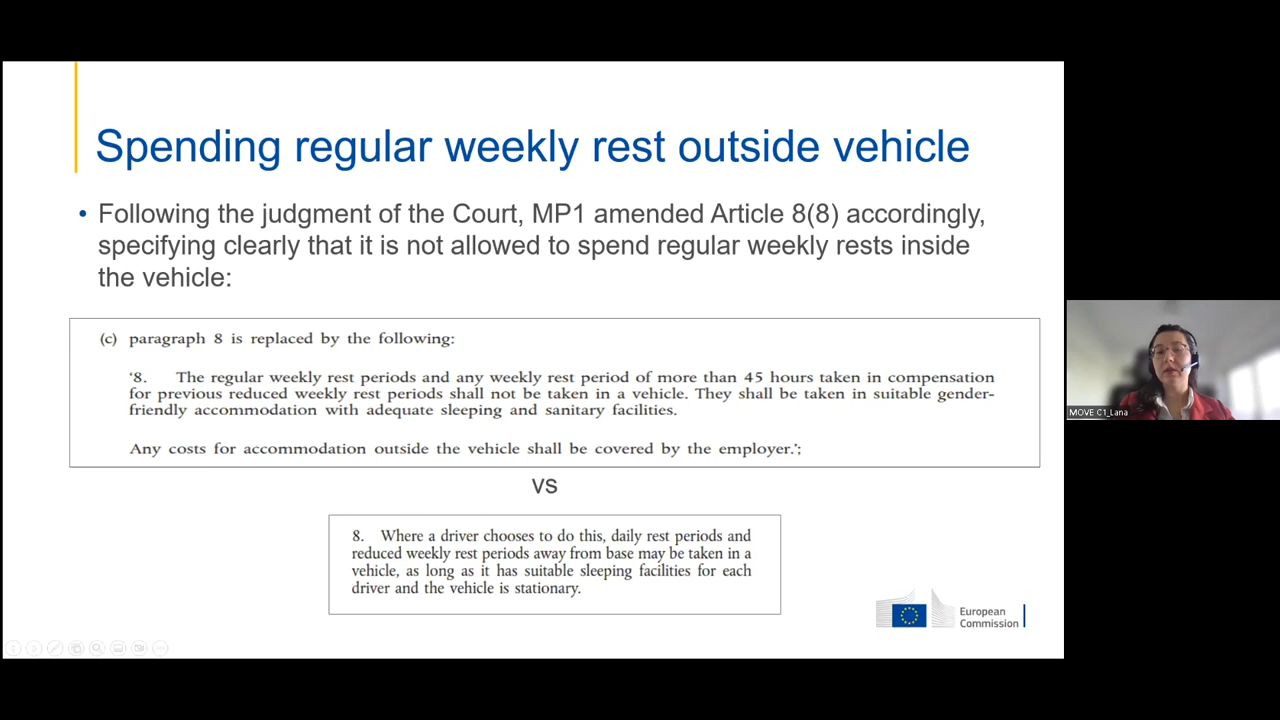 Spending regular weekly rest outside vehicle
• Following the judgment of the Court, MP1 amended Article 8(8) accordingly,
specifying clearly that it is not allowed to spend regular weekly rests inside
the vehicle:
(c) paragraph 8 is replaced by the following:
‘8. The regular weekly rest periods and any weekly rest period of more than 45 hours taken in compensation
for previous reduced weekly rest periods shall not be taken in a vehicle. They shall be taken in suitable gender-
friendly accommodation with adequate sleeping and sanitary facilities.
Any costs for accommodation outside the vehicle shall be covered by the employer.’;
vs
8. Where a driver chooses to do this, daily rest periods and
reduced weekly rest periods away from base may be taken in a
vehicle, as long as it has suitable sleeping facilities for each
driver and the vehicle is stationary.
European
Commission
MOVE C1_Lana